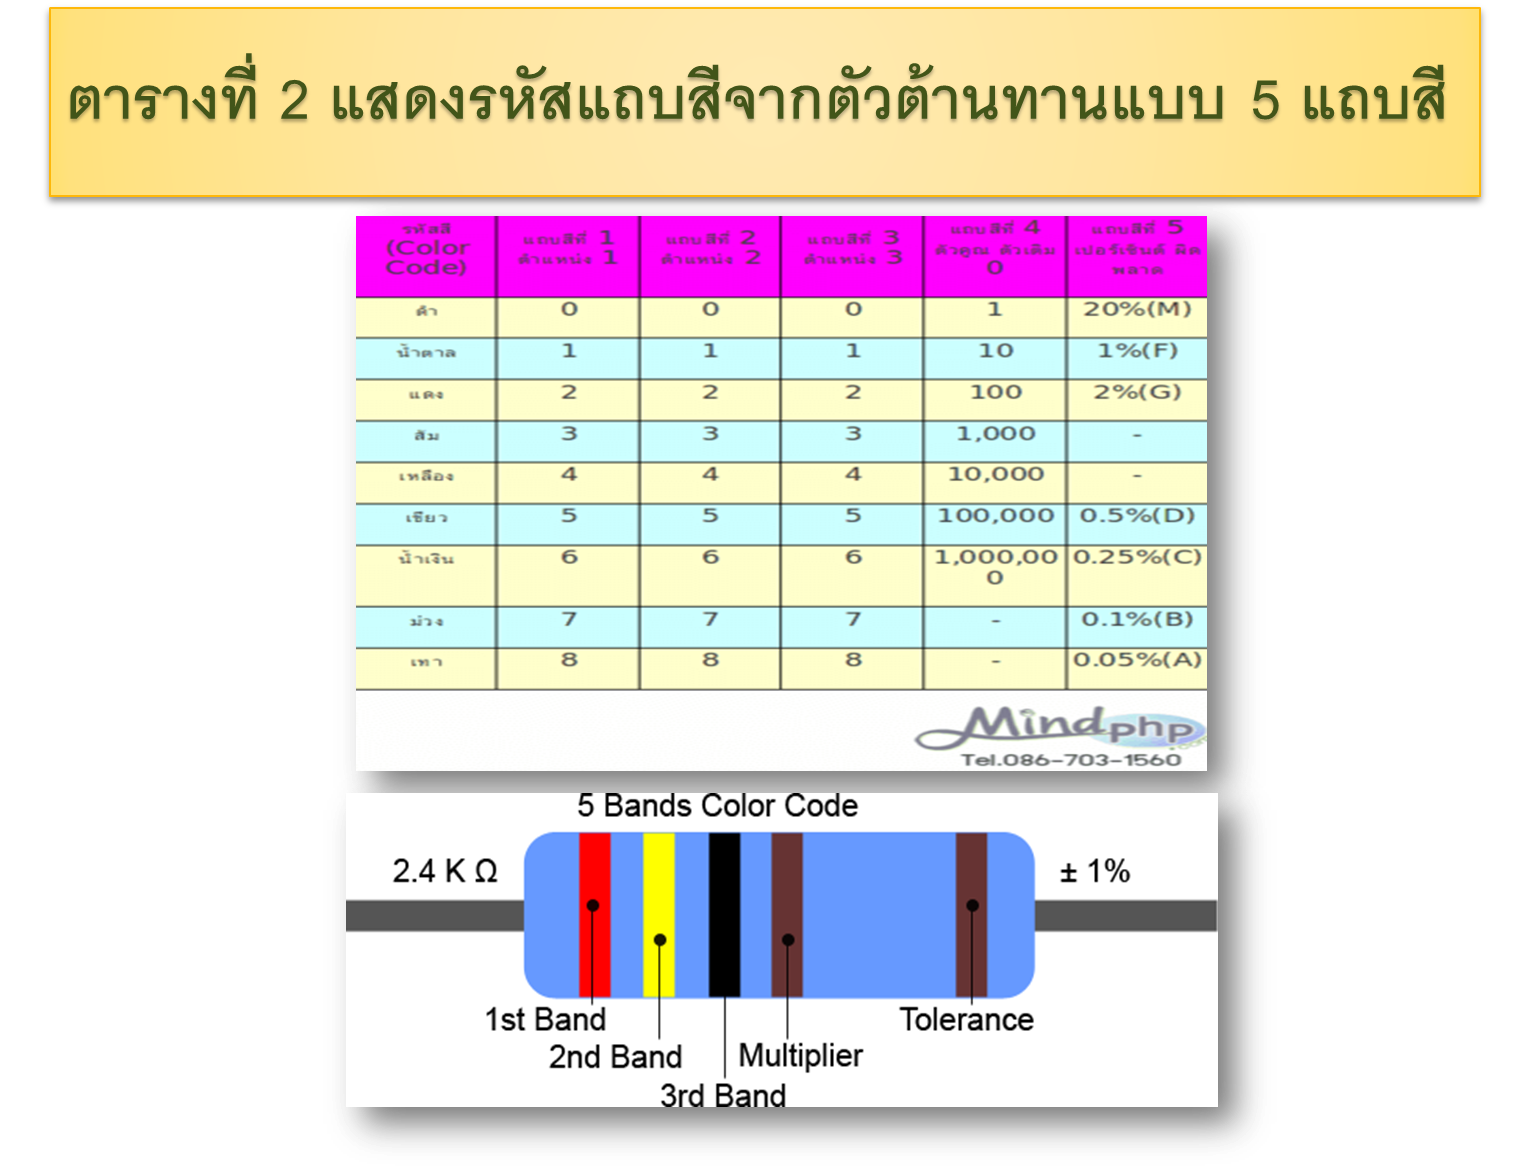 ตารางที่ 2 แสดงรหัสแถบสีจากตัวต้านทานแบบ 5 แถบสี
รหัสสี (Color Code) แถบสีที่ 1 ตำแหน่ง 1 แถบสีที่ 2 ตำแหน่ง 2 แถบสีที่ 3 ตำแหน่ง 3 แถบสีที่ 4 ตัวคูณ ตัวเติม 0 แถบสีที่ 5 เปอร์เซ็นต์ ผิดพลาด
ดำ 0 0 0 1 20%(M)
น้ำตาล 1 1 1 10 1%(F)
แดง 2 2 2 100 2%(G)
ส้ม 3 3 3 1,000 -
เหลือง 4 4 4 10,000 -
เขียว 5 5 5 100,000 0.5%(D)
น้ำเงิน 6 6 6 1,000,000 0.25%(C)
ม่วง 7 7 7 - 0.1%(B)
เทา 8 8 8 - 0.05%(A)
Mindphp.com
Tel.086-703-1560
5 Bands Color Code
2.4 K Ω ± 1%
1st Band Tolerance
2nd Band Multiplier
3rd Band